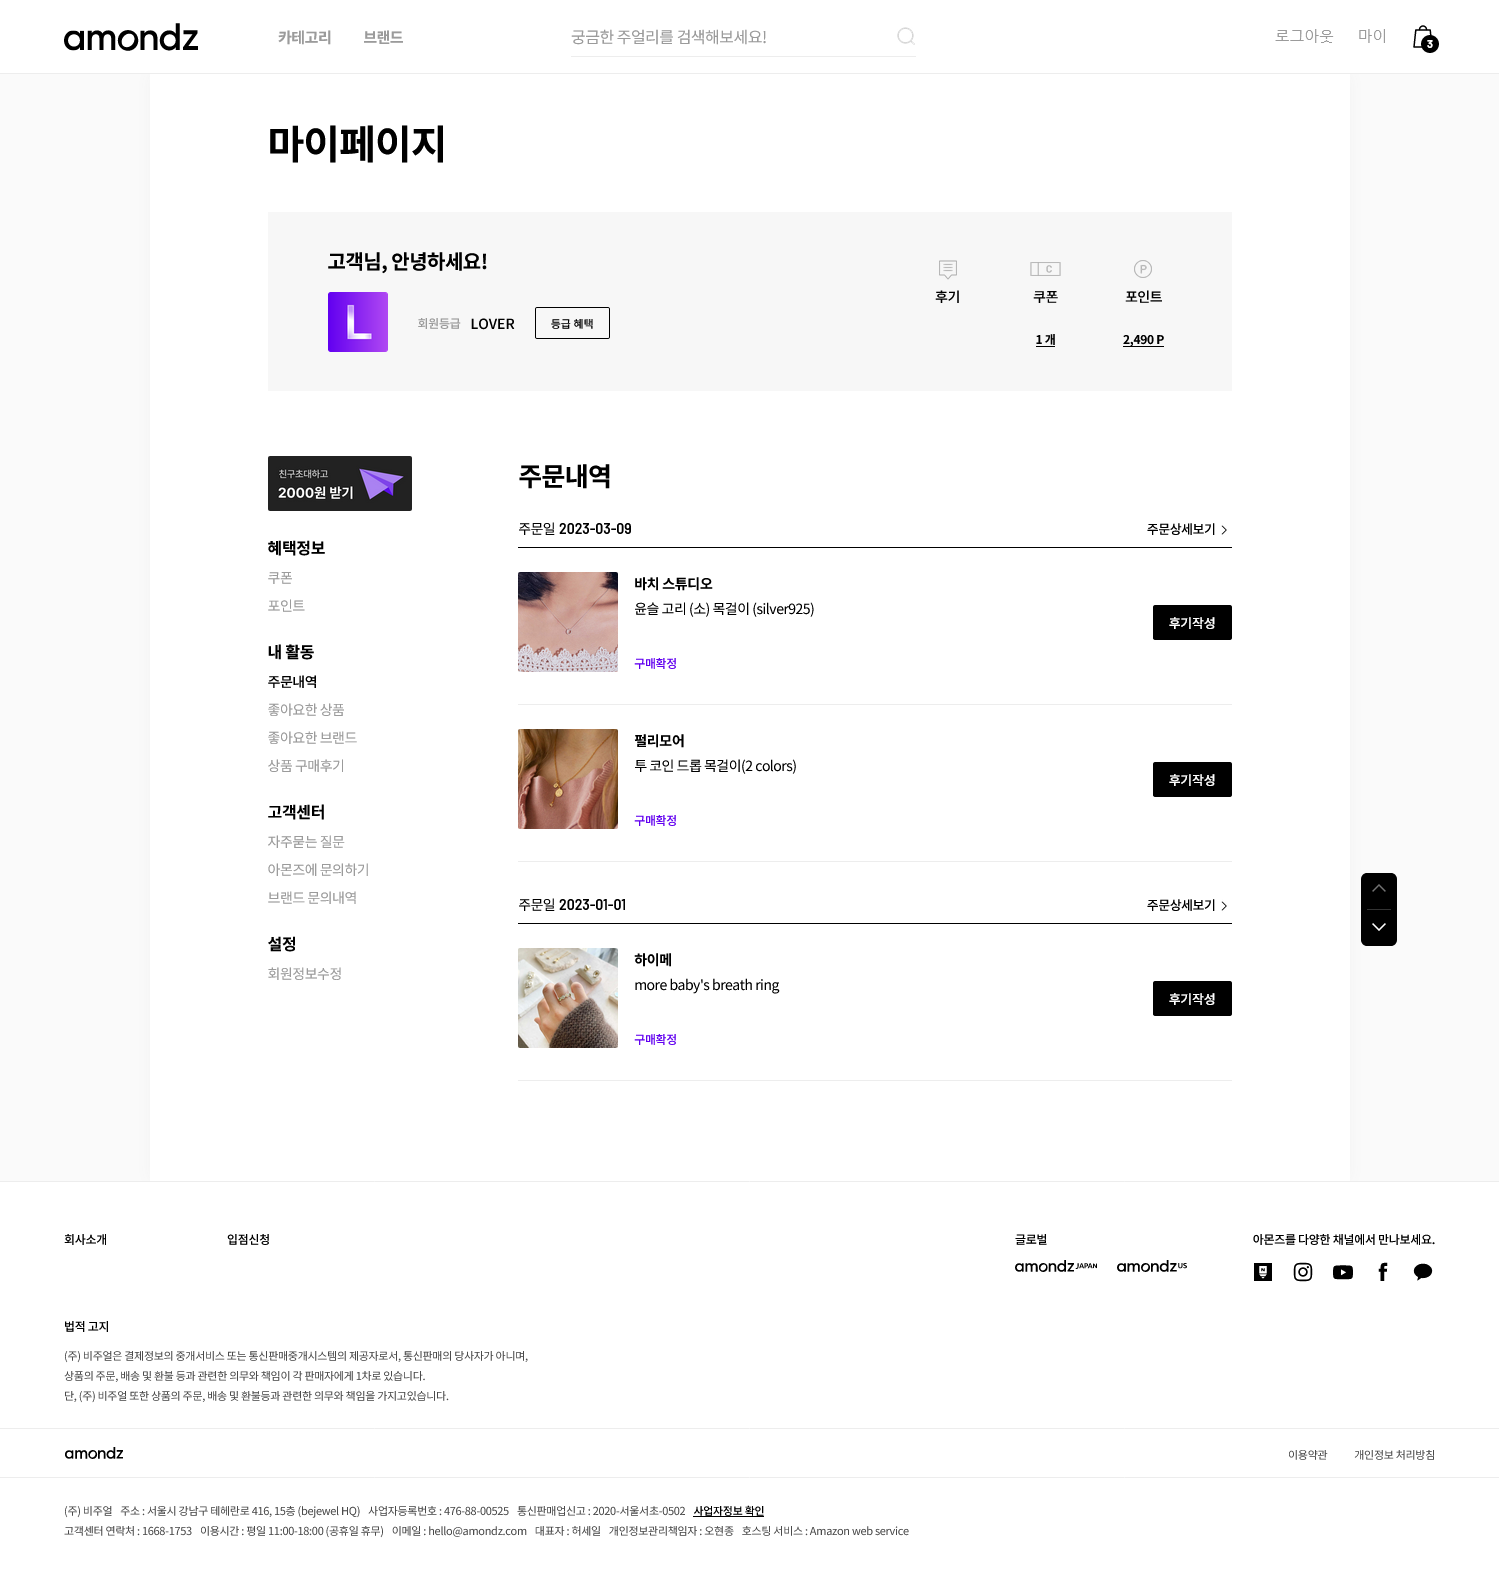 amondz
카테고리 브랜드
궁금한 주얼리를 검색해보세요!
로그아웃 마이
3
마이페이지
고객님, 안녕하세요!
L
회원등급 LOVER
등급 혜택
후기
C
쿠폰
1 개
P
포인트
2,490 P
친구초대하고
2000원 받기
혜택정보
쿠폰
포인트
내 활동
주문내역
좋아요한 상품
좋아요한 브랜드
상품 구매후기
고객센터
자주묻는 질문
아몬즈에 문의하기
브랜드 문의내역
설정
회원정보수정
주문내역
주문일 2023-03-09
주문상세보기
바치 스튜디오
윤슬 고리 (소) 목걸이 (silver925)
구매확정
후기작성
펄리모어
투 코인 드롭 목걸이(2 colors)
구매확정
후기작성
주문일 2023-01-01
주문상세보기
하이메
more baby's breath ring
구매확정
후기작성
회사소개
입점신청
글로벌
amondz JAPAN amondz US
아몬즈를 다양한 채널에서 만나보세요.
법적 고지
(주) 비주얼은 결제정보의 중개서비스 또는 통신판매중개시스템의 제공자로서, 통신판매의 당사자가 아니며,
상품의 주문, 배송 및 환불 등과 관련한 의무와 책임이 각 판매자에게 1차로 있습니다.
단, (주) 비주얼 또한 상품의 주문, 배송 및 환불등과 관련한 의무와 책임을 가지고있습니다.
amondz
이용약관 개인정보 처리방침
(주) 비주얼 주소 : 서울시 강남구 테헤란로 416, 15층 (bejewel HQ) 사업자등록번호 : 476-88-00525 통신판매업신고 : 2020-서울서초-0502 사업자정보 확인
고객센터 연락처 : 1668-1753 이용시간 : 평일 11:00-18:00 (공휴일 휴무) 이메일 : hello@amondz.com 대표자 : 허세일 개인정보관리책임자 : 오현종 호스팅 서비스 : Amazon web service